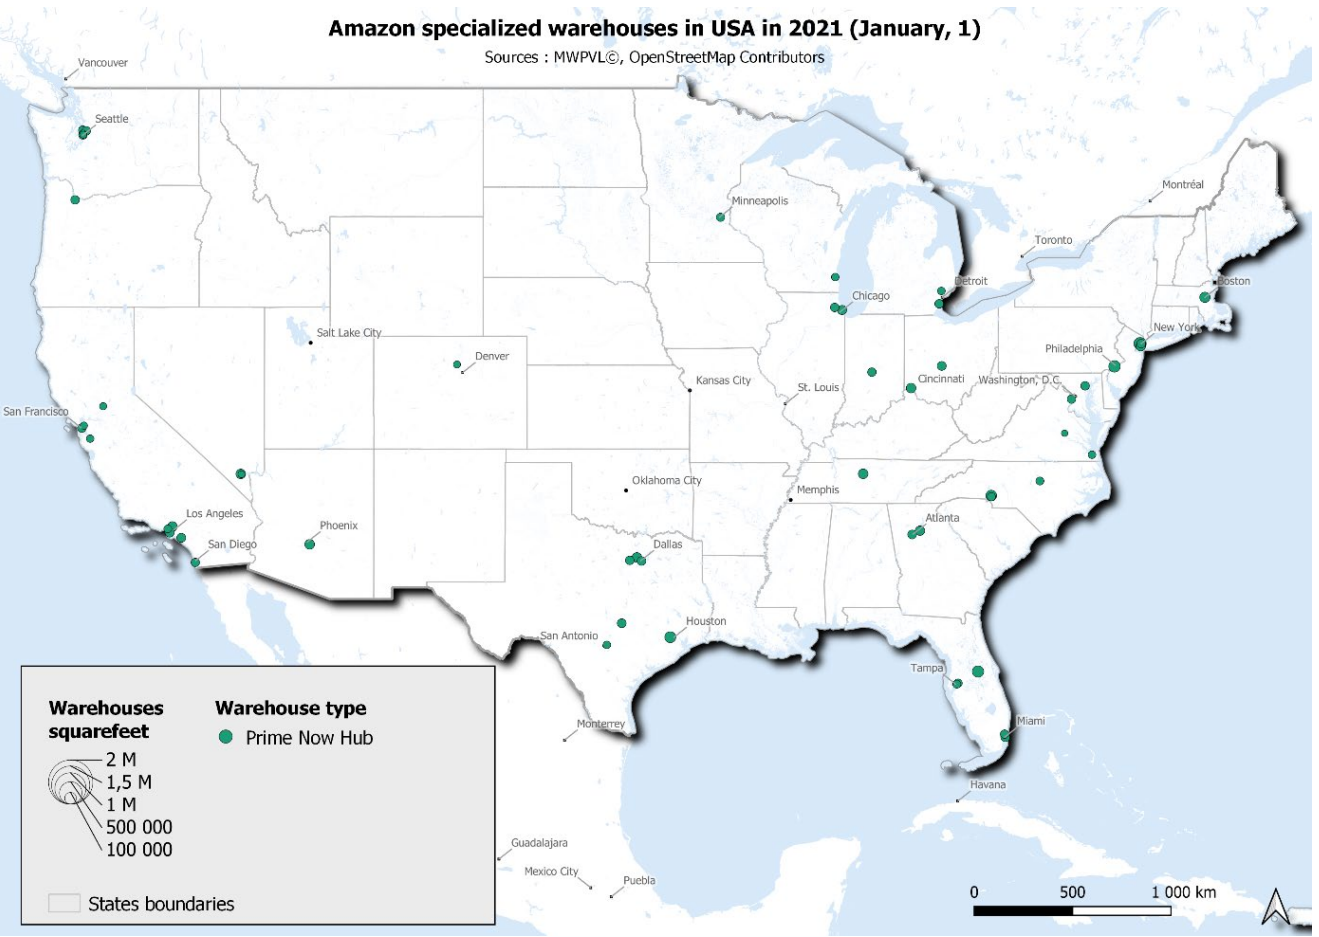 Amazon specialized warehouses in USA in 2021 (January, 1)
Sources : MWPVL©, OpenStreetMap Contributors
Vancouver
Seattle
Montréal
Minneapolis
Toronto
Detroit
Boston
Chicago
New York
Salt Lake City
Philadelphia
Denver
Kansas City
St. Louis
Cincinnati
Washington, D.C.
San Francisco
Oklahoma City
Memphis
Los Angeles
Phoenix
Atlanta
San Diego
Dallas
Houston
San Antonio
Tampa
Miami
Monterrey
Havana
Guadalajara
Mexico City
Puebla
Warehouses
squarefeet
2 M
1,5 M
1 M
500 000
100 000
Warehouse type
Prime Now Hub
States boundaries
0 500 1 000 km